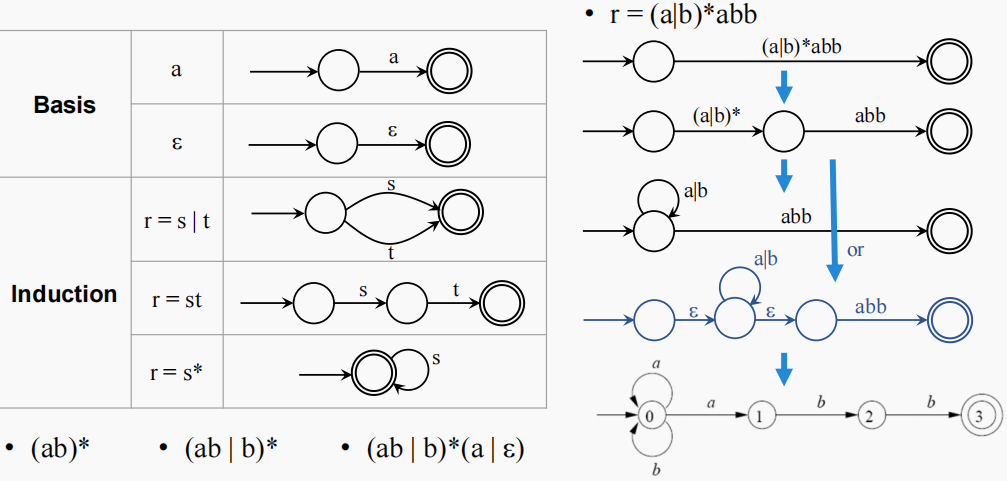 Basis
a
a
ε
ε
Induction
r = s | t
s
t
r = st
s
t
r = s*
s
• (ab)*
• (ab | b)*
• (ab | b)*(a | ε)
• r = (a|b)*abb
(a|b)*abb
(a|b)*
abb
a|b
abb
or
a|b
ε
ε
abb
a
0
a
1
b
2
b
3
b